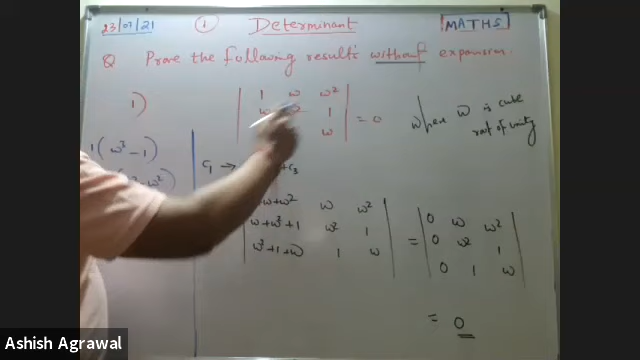 23/07/21 ① Determinant MATHS
Q Prove the following results without expansion.
1) | 1 ω ω² |
| ω ω² 1 | = 0 where ω is cube
ω | root of unity
1(ω³ - 1)
C₁ → + C₃
ω + ω² ω ω² | 0 ω ω² |
ω + ω² + 1 ω² 1 | = | 0 ω² 1 |
ω² + 1 + ω 1 ω | 0 1 ω |
= 0
Ashish Agrawal